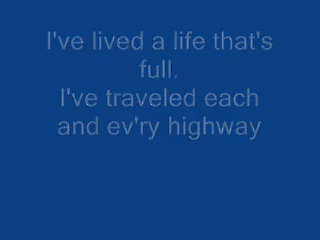 I've lived a life that's
full.
I've traveled each
and ev'ry highway